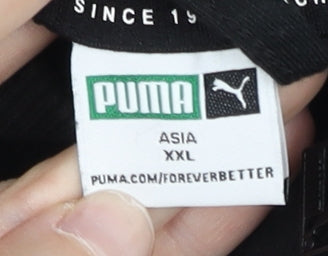 SINCE 19
PUMA
ASIA
XXL
PUMA.COM/FOREVERBETTER